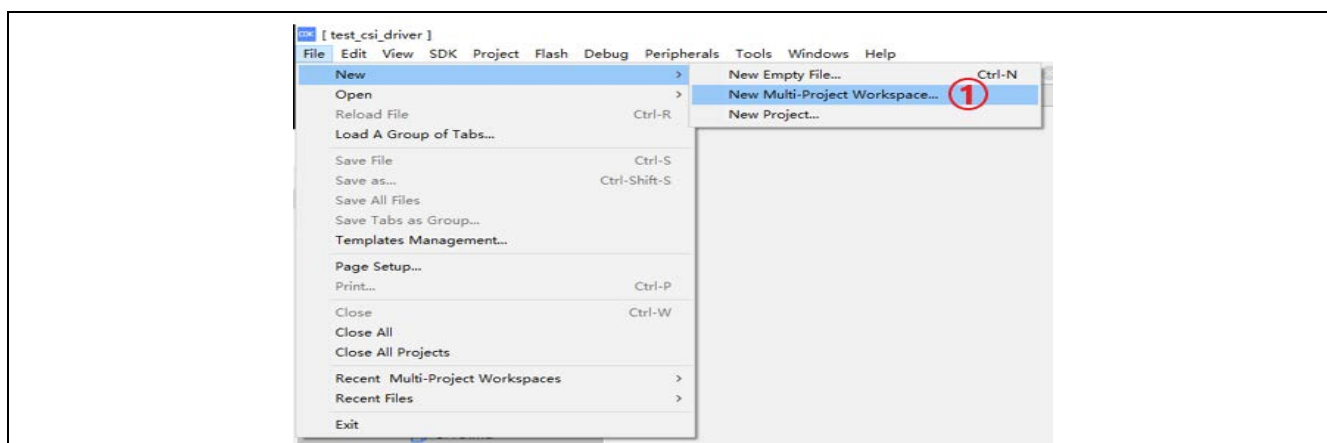 CDK [ test_csi_driver ]
File Edit View SDK Project Flash Debug Peripherals Tools Windows Help
New > New Empty File... Ctrl-N
Open > New Multi-Project Workspace... ①
Reload File Ctrl-R New Project...
Load A Group of Tabs...
Save File Ctrl-S
Save as... Ctrl-Shift-S
Save All Files
Save Tabs as Group...
Templates Management...
Page Setup...
Print... Ctrl-P
Close Ctrl-W
Close All
Close All Projects
Recent Multi-Project Workspaces >
Recent Files >
Exit